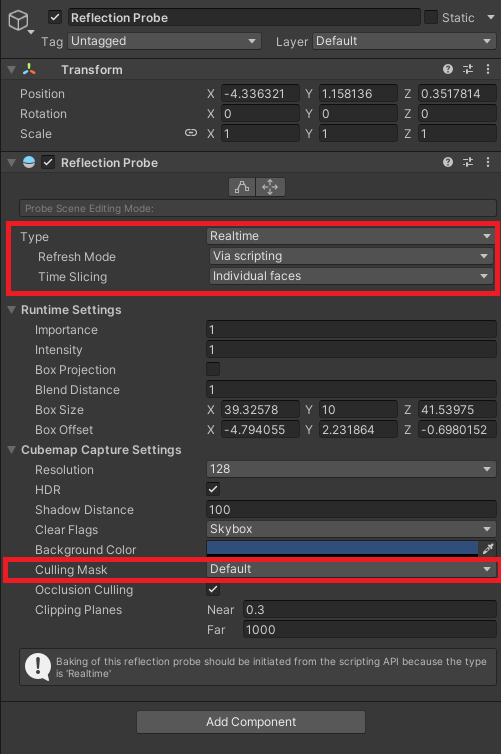 Reflection Probe Static
Tag Untagged Layer Default
Transform
Position X -4.336321 Y 1.158136 Z 0.3517814
Rotation X 0 Y 0 Z 0
Scale X 1 Y 1 Z 1
Reflection Probe
Probe Scene Editing Mode:
Type Realtime
Refresh Mode Via scripting
Time Slicing Individual faces
Runtime Settings
Importance 1
Intensity 1
Box Projection
Blend Distance 1
Box Size X 39.32578 Y 10 Z 41.53975
Box Offset X -4.794055 Y 2.231864 Z -0.6980152
Cubemap Capture Settings
Resolution 128
HDR
Shadow Distance 100
Clear Flags Skybox
Background Color
Culling Mask Default
Occlusion Culling
Clipping Planes Near 0.3
Far 1000
Baking of this reflection probe should be initiated from the scripting API because the type
is 'Realtime'
Add Component